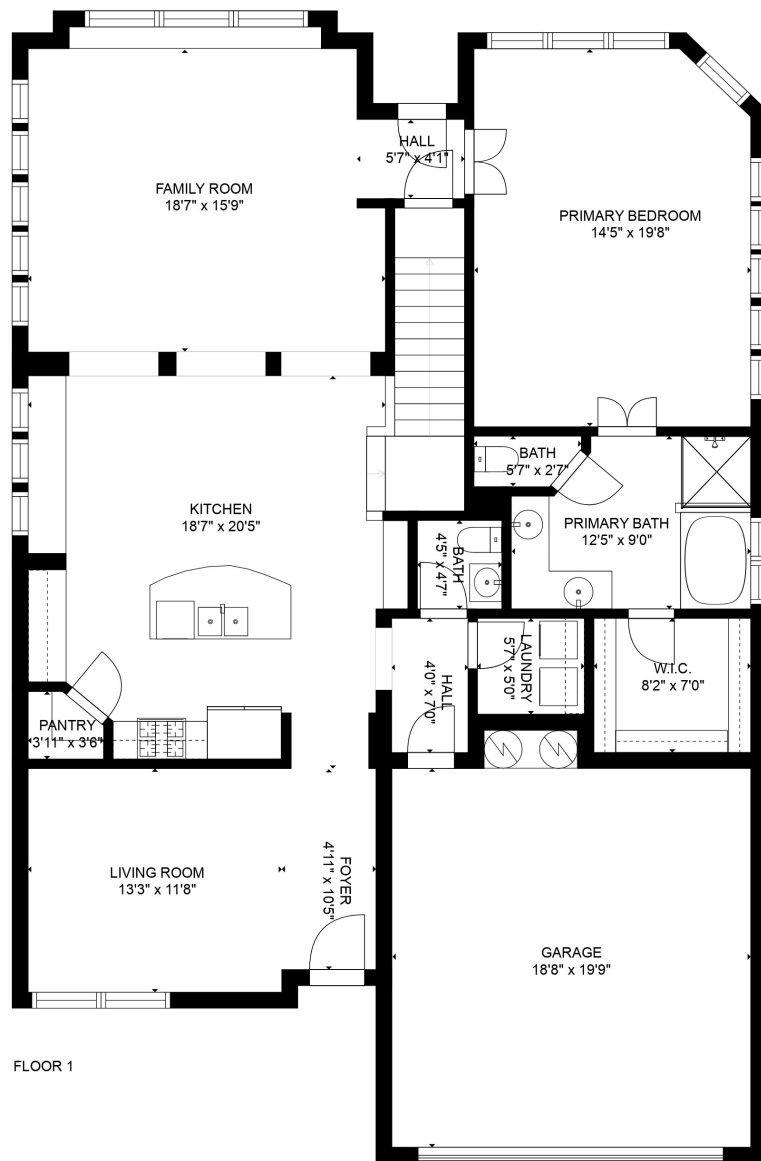 HALL
5'7" x 4'1"
FAMILY ROOM
18'7" x 15'9"
PRIMARY BEDROOM
14'5" x 19'8"
BATH
5'7" x 2'7"
KITCHEN
18'7" x 20'5"
BATH
4'5" x 4'7"
PRIMARY BATH
12'5" x 9'0"
LAUNDRY
5'7" x 5'0"
HALL
4'0" x 7'0"
W.I.C.
8'2" x 7'0"
PANTRY
3'11" x 3'6"
LIVING ROOM
13'3" x 11'8"
FOYER
4'11" x 10'5"
GARAGE
18'8" x 19'9"
FLOOR 1